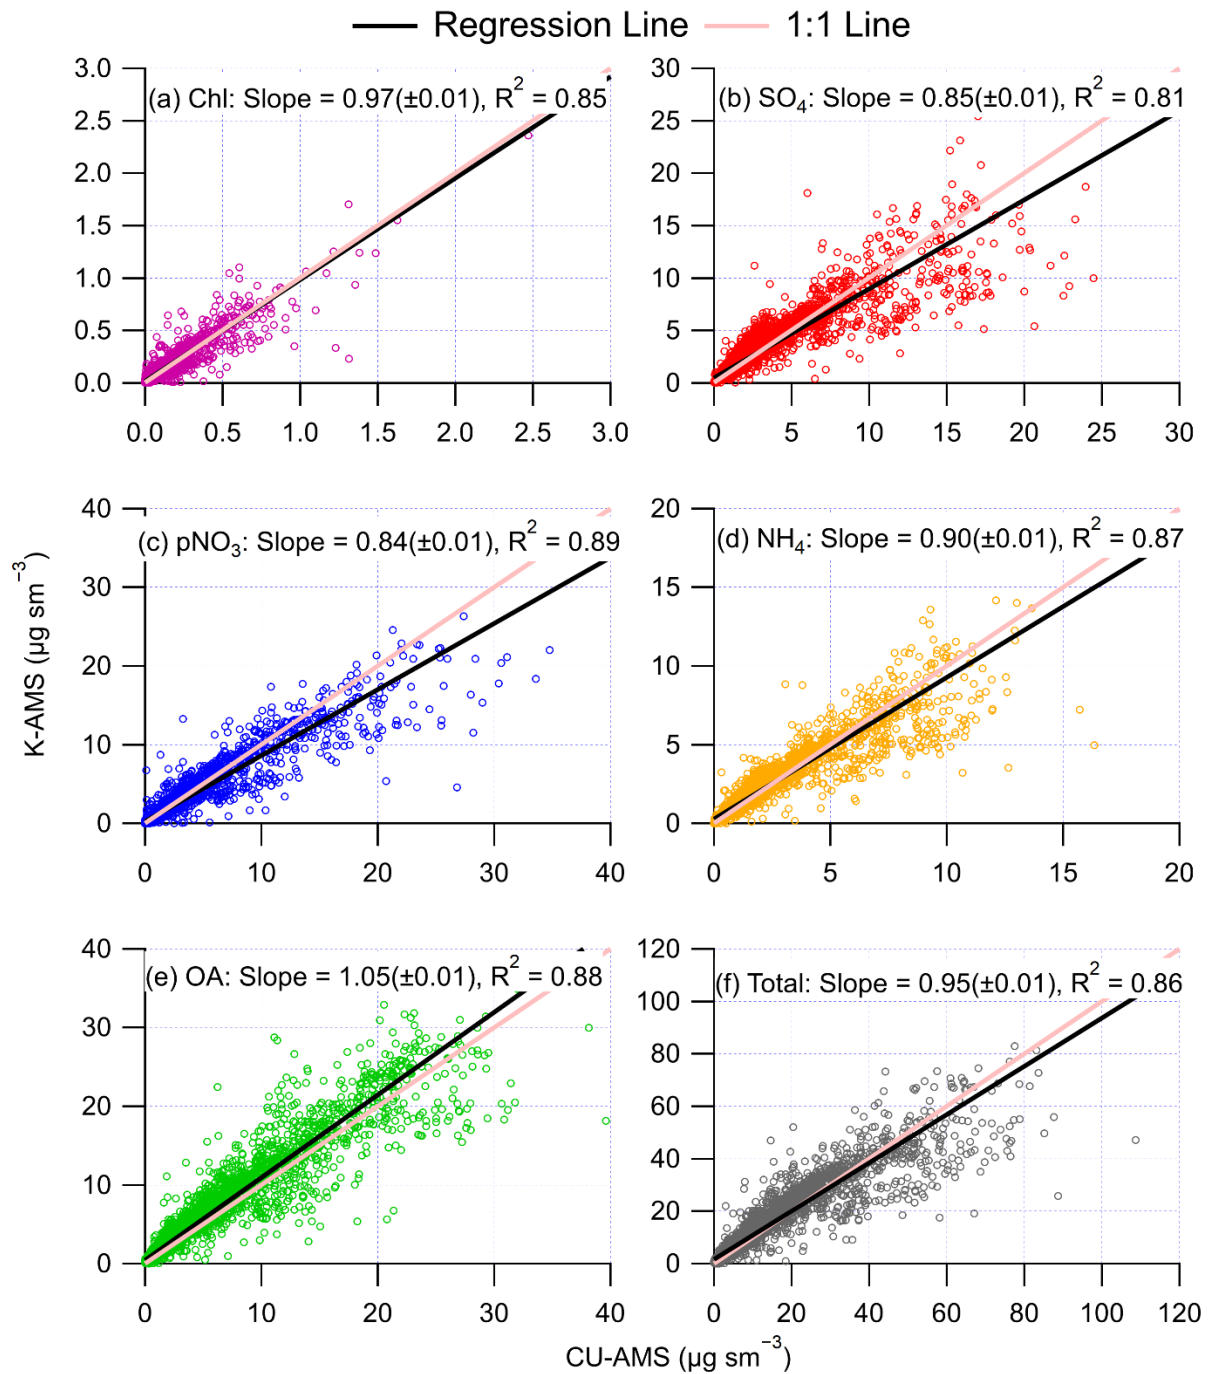 Regression Line 1:1 Line
(a) Chl: Slope = 0.97(±0.01), R² = 0.85
3.0
2.5
2.0
1.5
1.0
0.5
0.0
0.0 0.5 1.0 1.5 2.0 2.5 3.0
(b) SO₄: Slope = 0.85(±0.01), R² = 0.81
30
25
20
15
10
5
0
0 5 10 15 20 25 30
K-AMS (µg sm⁻³)
(c) pNO₃: Slope = 0.84(±0.01), R² = 0.89
40
30
20
10
0
0 10 20 30 40
(d) NH₄: Slope = 0.90(±0.01), R² = 0.87
20
15
10
5
0
0 5 10 15 20
(e) OA: Slope = 1.05(±0.01), R² = 0.88
40
30
20
10
0
0 10 20 30 40
(f) Total: Slope = 0.95(±0.01), R² = 0.86
120
100
80
60
40
20
0
0 20 40 60 80 100 120
CU-AMS (µg sm⁻³)